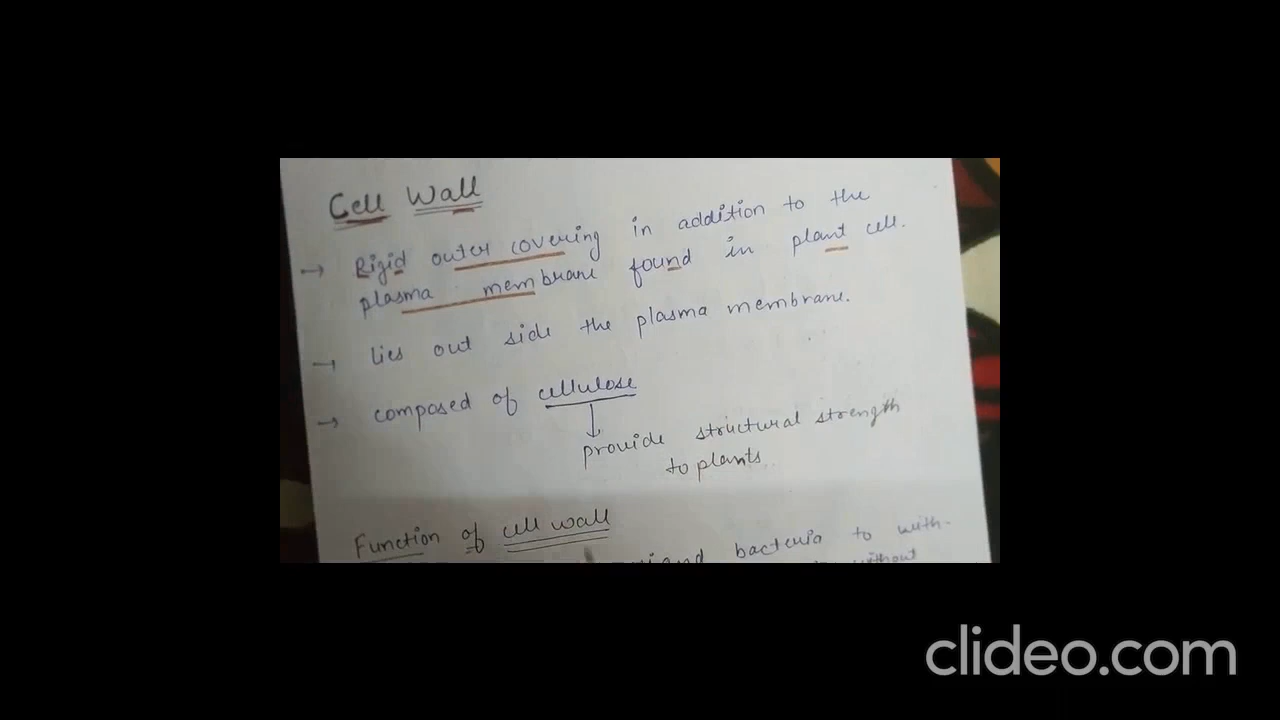 Cell Wall
→ Rigid outer covering in addition to the
plasma membrane found in plant cell.
→ lies out side the plasma membrane.
→ composed of cellulose
↓
provide structural strength
to plants
Function of cell wall
and bacteria to with-
without
clideo.com